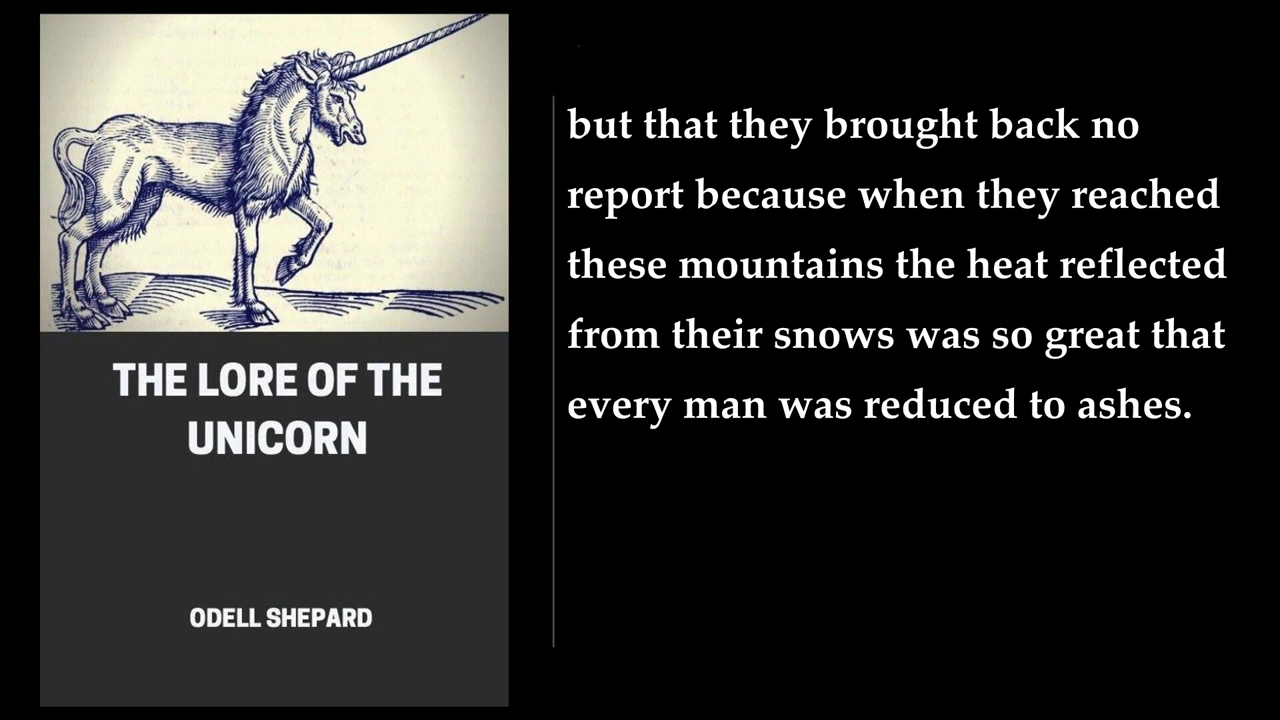 THE LORE OF THE
UNICORN
ODELL SHEPARD
but that they brought back no
report because when they reached
these mountains the heat reflected
from their snows was so great that
every man was reduced to ashes.